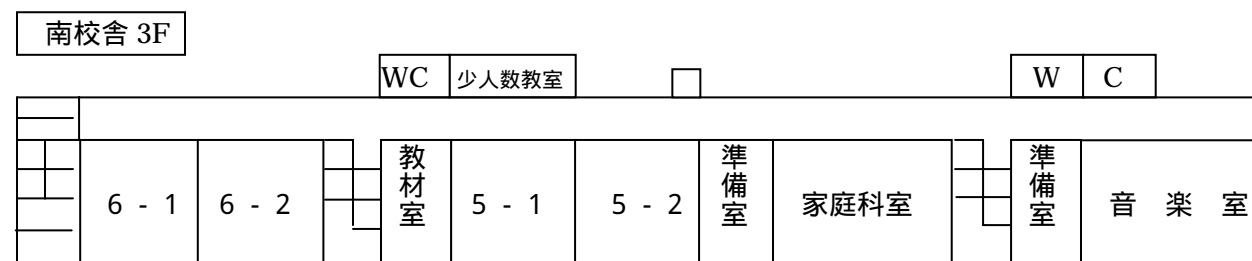 南校舎 3F
WC 少人数教室 W C
6 - 1 6 - 2 教材室 5 - 1 5 - 2 準備室 家庭科室 準備室 音 楽 室